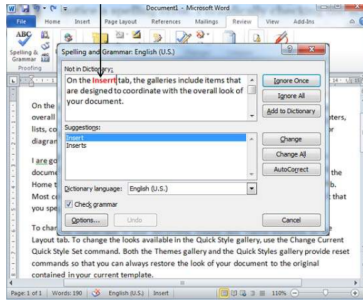 Document1 - Microsoft Word
File Home Insert Page Layout References Mailings Review View Add-Ins
ABC
Spelling & Grammar
Proofing
Spelling and Grammar: English (U.S.)
Not in Dictionary:
On the Insertt tab, the galleries include items that
are designed to coordinate with the overall look of
your document.
Ignore Once
Ignore All
Add to Dictionary
Suggestions:
Insert
Inserts
Change
Change All
AutoCorrect
Dictionary language: English (U.S.)
Check grammar
Options... Undo Cancel
On the
overall
lists, co
diagran
I are go
docume
Home t
Most c
that you spe
To char
Layout tab. To change the looks available in the Quick Style gallery, use the Change Current
Quick Style Set command. Both the Themes gallery and the Quick Styles gallery provide reset
commands so that you can always restore the look of your document to the original
contained in your current template.
Page: 1 of 1 Words: 190 English (U.S.) Insert 110%